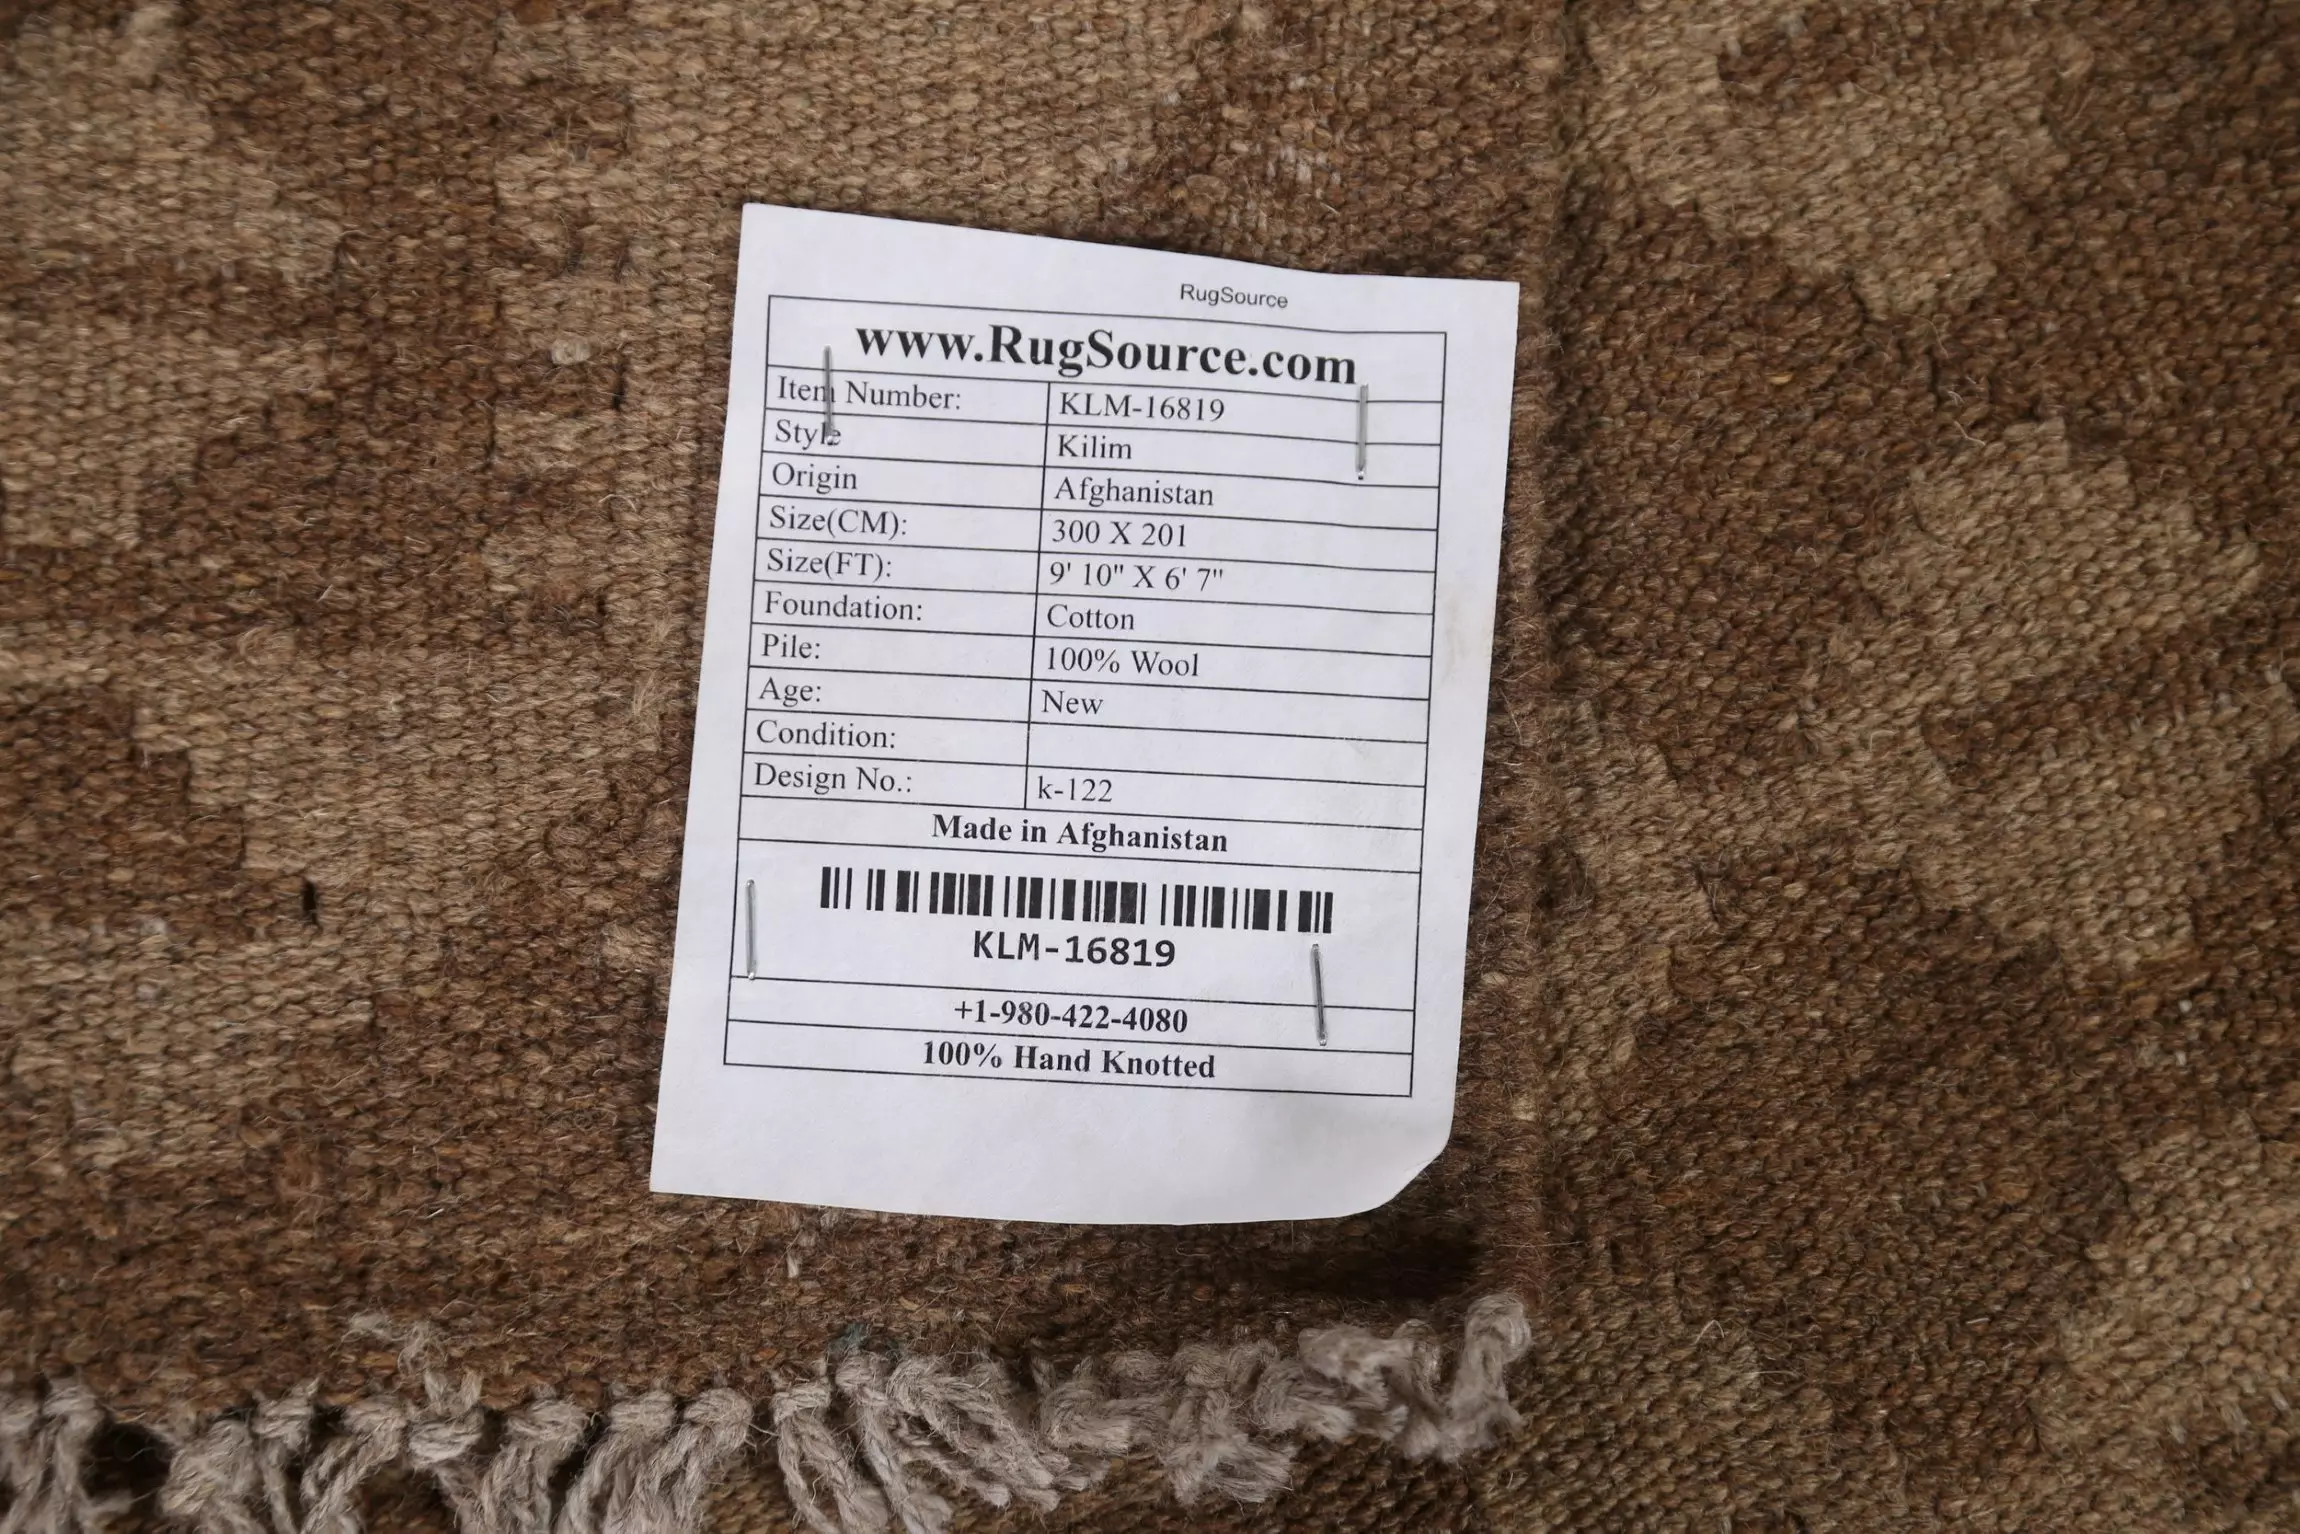 RugSource
www.RugSource.com
Item Number: KLM-16819
Style Kilim
Origin Afghanistan
Size(CM): 300 X 201
Size(FT): 9' 10" X 6' 7"
Foundation: Cotton
Pile: 100% Wool
Age: New
Condition:
Design No.: k-122
Made in Afghanistan
KLM-16819
+1-980-422-4080
100% Hand Knotted